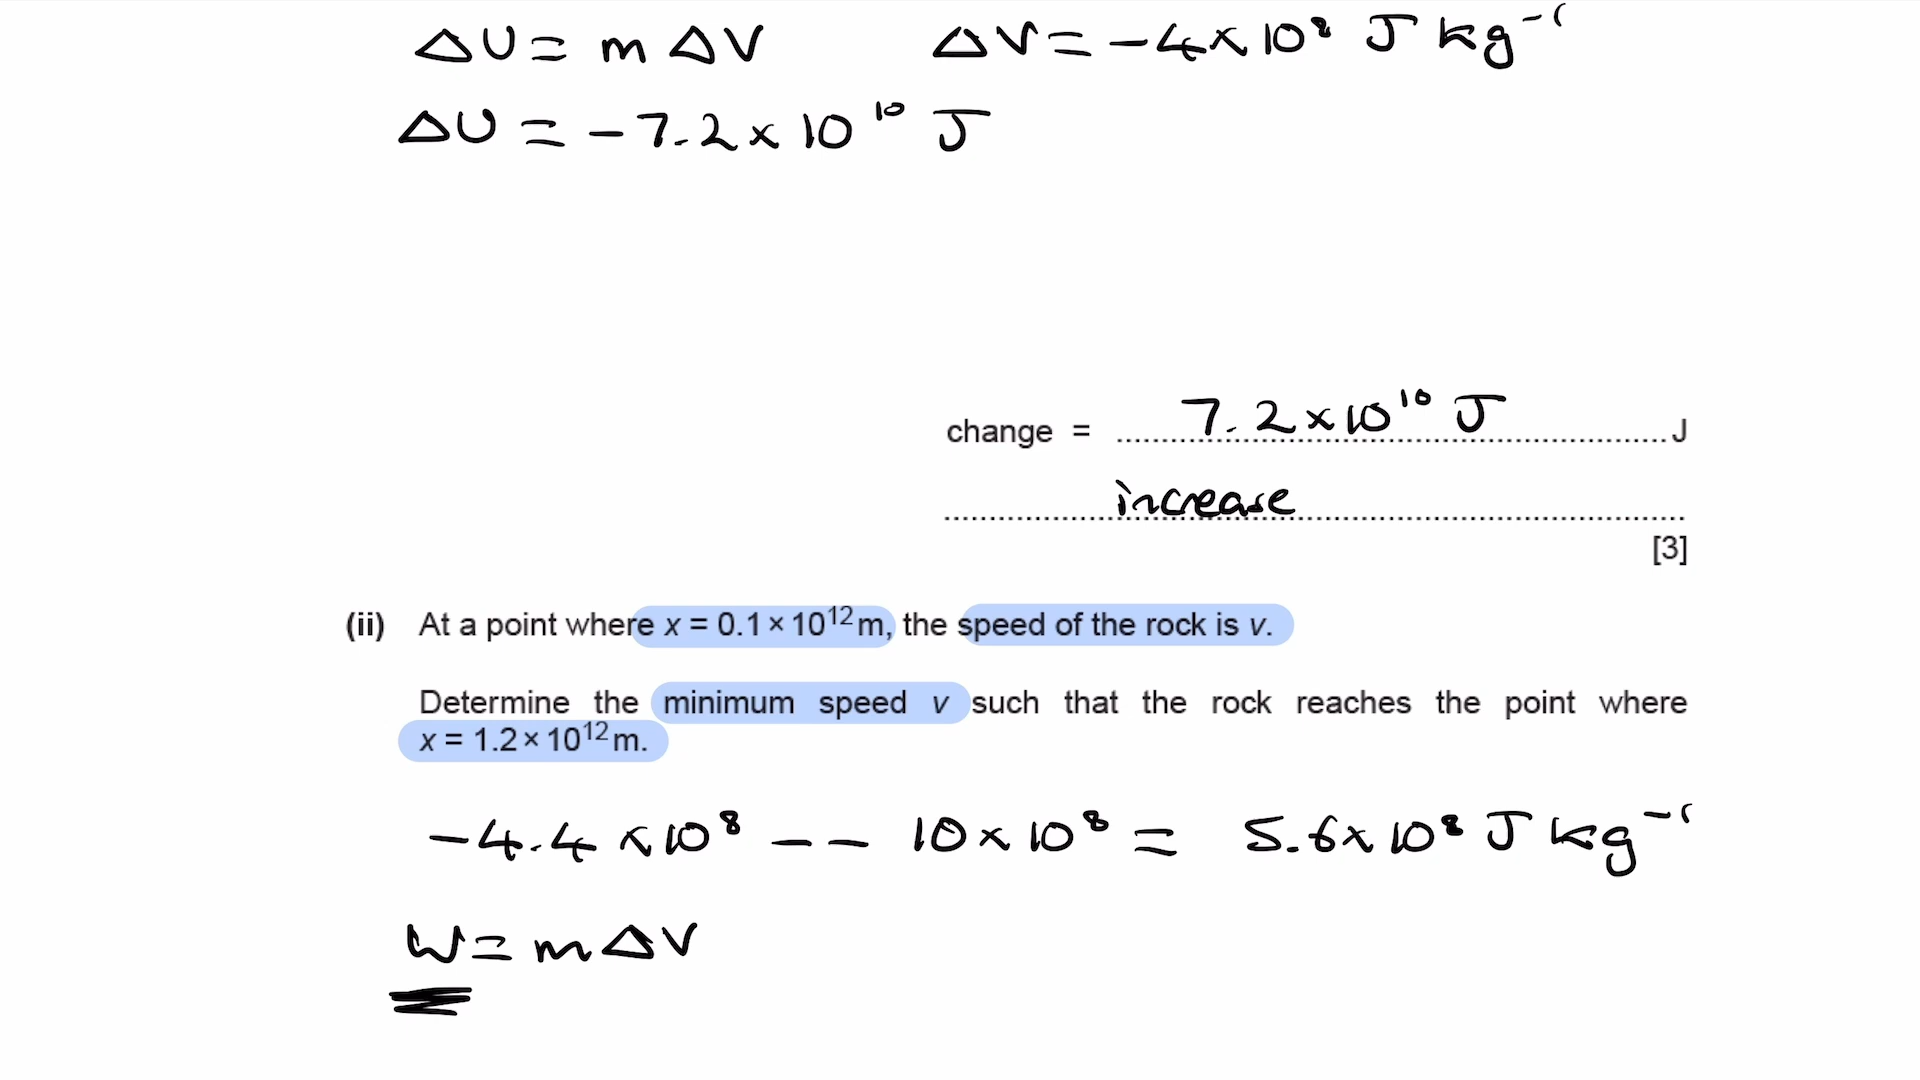 ΔU = mΔV ΔV = -4×10⁸ J kg⁻¹
ΔU = -7.2×10¹⁰ J
change = 7.2×10¹⁰ J J
increase
[3]
(ii) At a point where x = 0.1×10¹² m, the speed of the rock is v.
Determine the minimum speed v such that the rock reaches the point where
x = 1.2×10¹² m.
-4.4×10⁸ - - 10×10⁸ = 5.6×10⁸ J kg⁻¹
W = mΔV